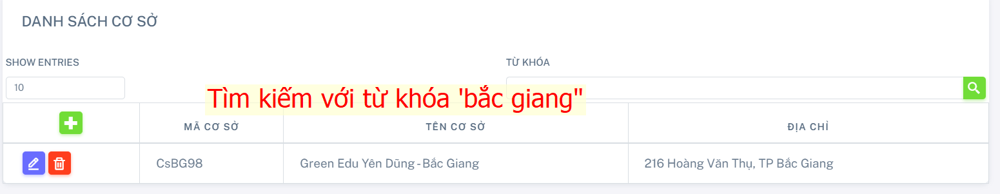 DANH SÁCH CƠ SỞ
SHOW ENTRIES
TỪ KHÓA
10
Tìm kiếm với từ khóa 'bắc giang"
MÃ CƠ SỞ
TÊN CƠ SỞ
ĐỊA CHỈ
CsBG98
Green Edu Yên Dũng - Bắc Giang
216 Hoàng Văn Thụ, TP Bắc Giang